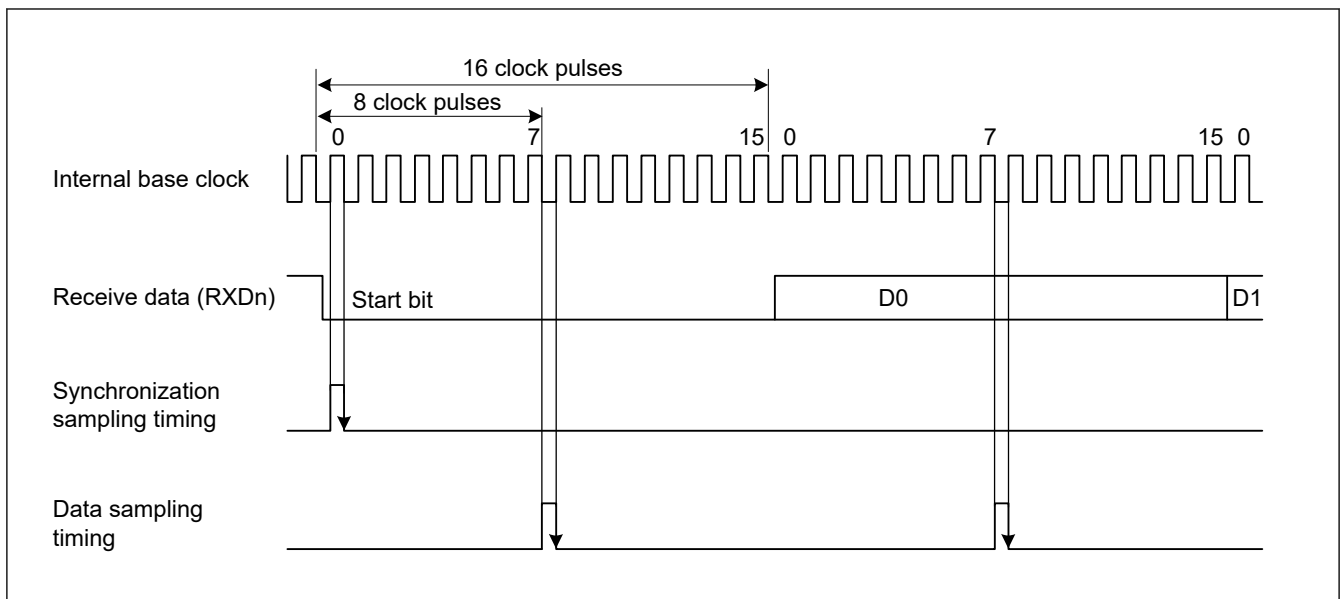 16 clock pulses
8 clock pulses
0 7 15 0 7 15 0
Internal base clock
Receive data (RXDn)
Start bit
D0
D1
Synchronization
sampling timing
Data sampling
timing